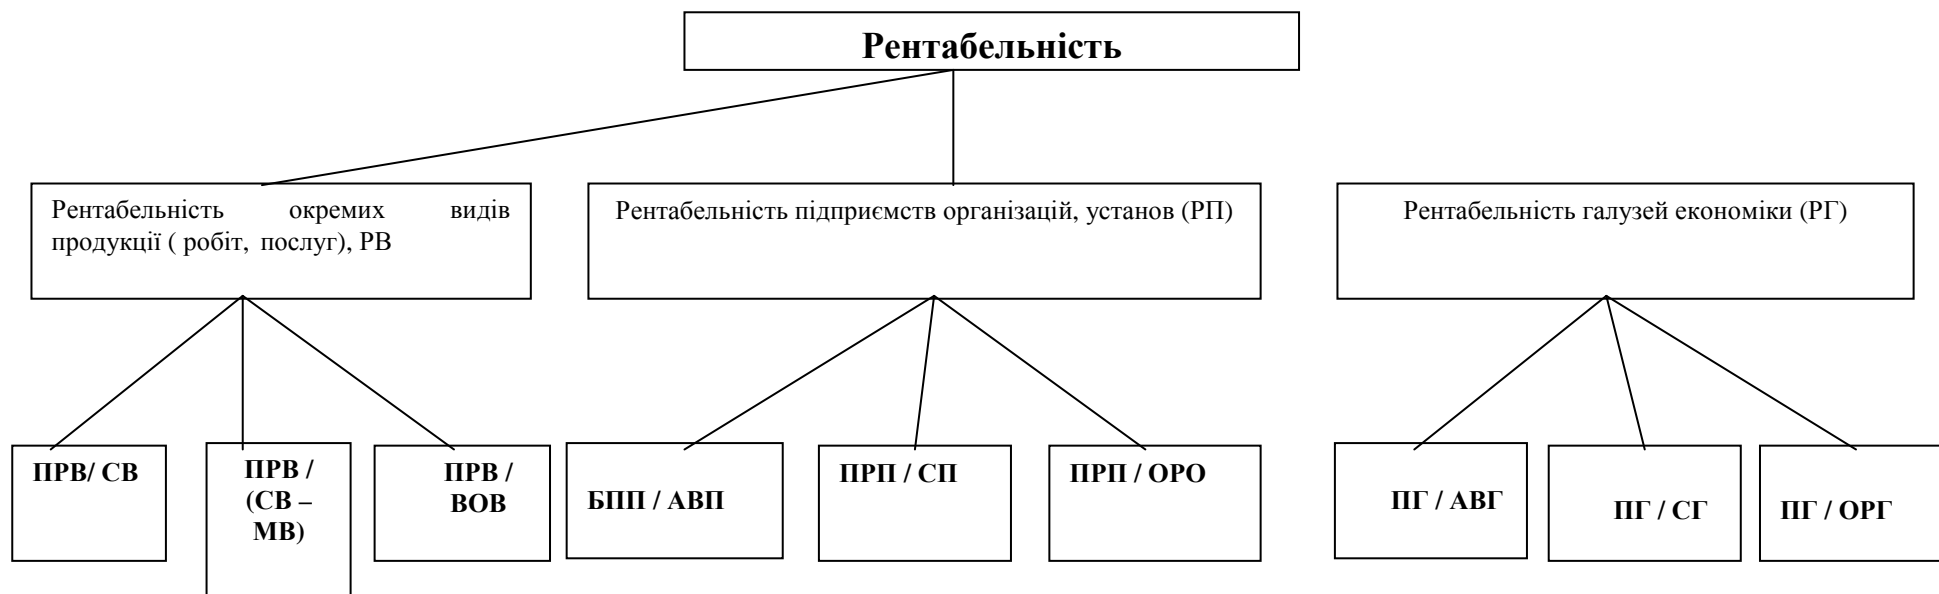 Рентабельність
Рентабельність окремих видів
продукції ( робіт, послуг), РВ
Рентабельність підприємств організацій, установ (РП)
Рентабельність галузей економіки (РГ)
ПРВ/ СВ
ПРВ /
(СВ –
МВ)
ПРВ /
ВОВ
БПП / АВП
ПРП / СП
ПРП / ОРО
ПГ / АВГ
ПГ / СГ
ПГ / ОРГ